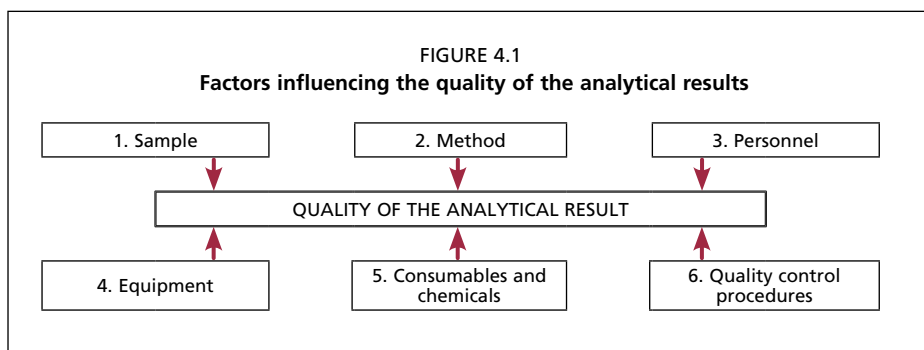 FIGURE 4.1
Factors influencing the quality of the analytical results
1. Sample
2. Method
3. Personnel
QUALITY OF THE ANALYTICAL RESULT
4. Equipment
5. Consumables and
chemicals
6. Quality control
procedures